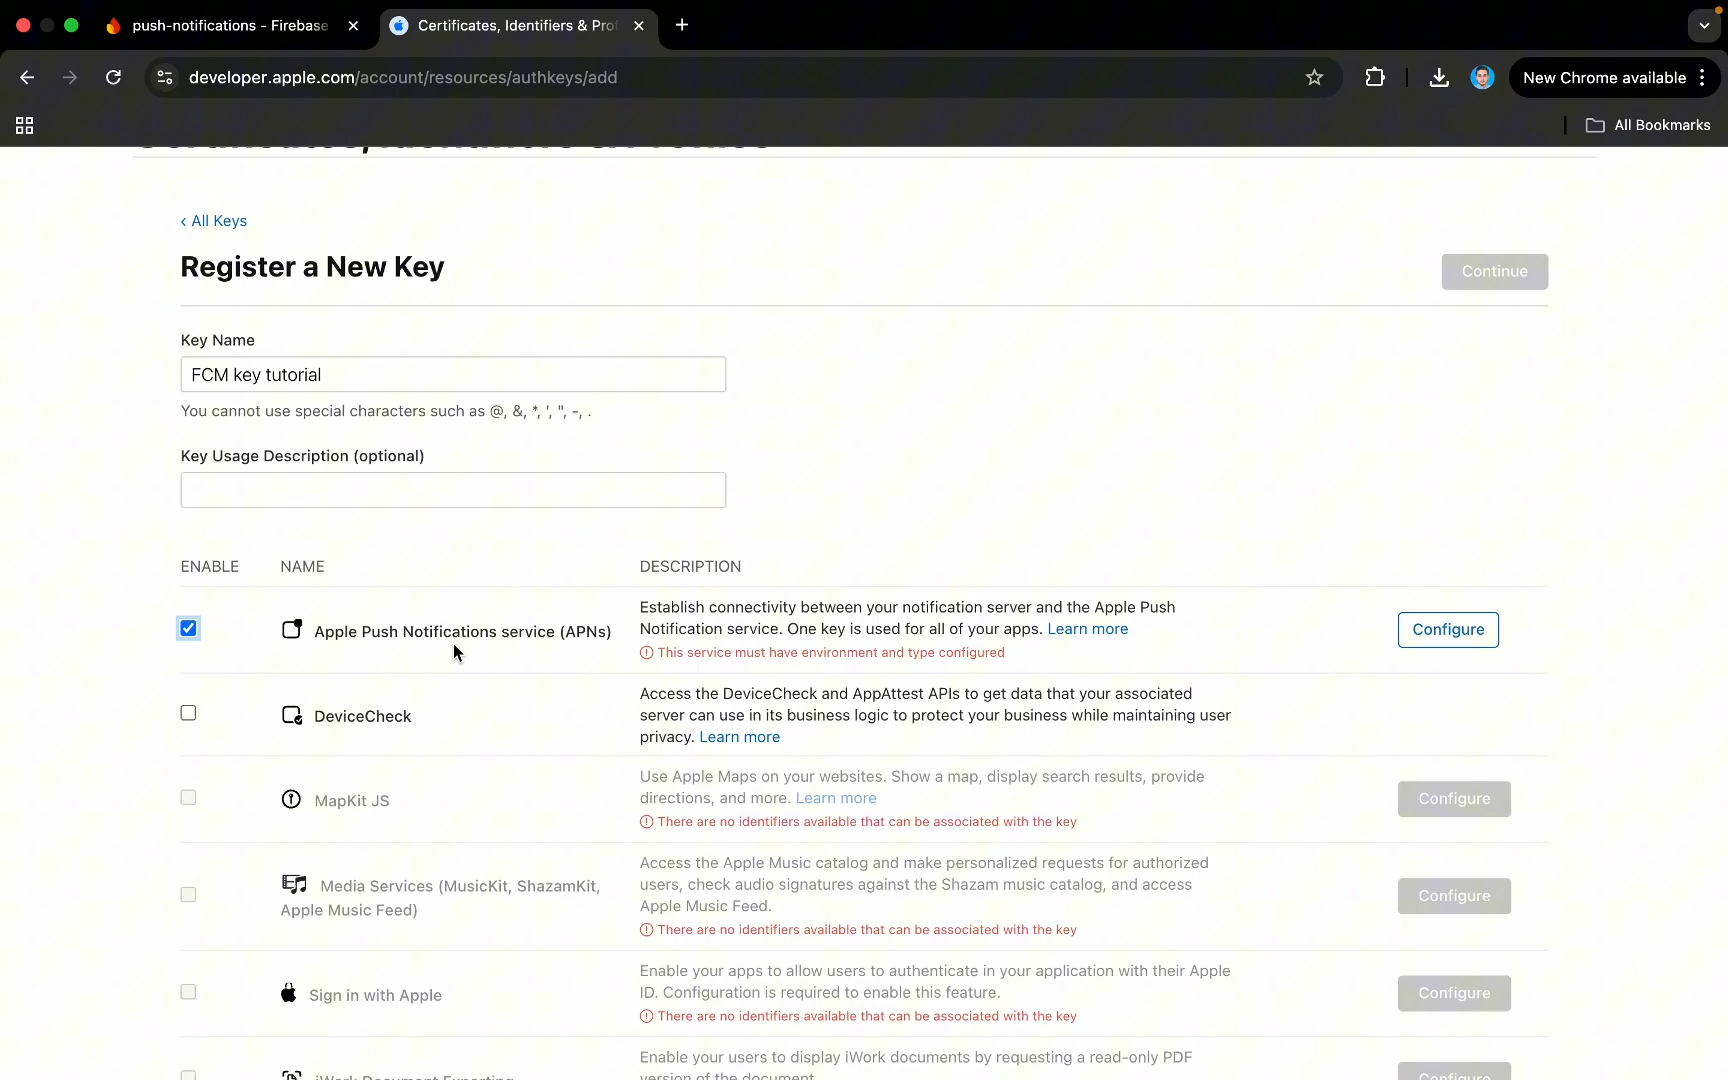 push-notifications - Firebase
Certificates, Identifiers & Pro
developer.apple.com/account/resources/authkeys/add
New Chrome available
All Bookmarks
‹ All Keys
Register a New Key
Continue
Key Name
FCM key tutorial
You cannot use special characters such as @, &, *, ', ", -, .
Key Usage Description (optional)
ENABLE NAME DESCRIPTION
Apple Push Notifications service (APNs)
Establish connectivity between your notification server and the Apple Push
Notification service. One key is used for all of your apps. Learn more
This service must have environment and type configured
Configure
DeviceCheck
Access the DeviceCheck and AppAttest APIs to get data that your associated
server can use in its business logic to protect your business while maintaining user
privacy. Learn more
MapKit JS
Use Apple Maps on your websites. Show a map, display search results, provide
directions, and more. Learn more
There are no identifiers available that can be associated with the key
Configure
Media Services (MusicKit, ShazamKit,
Apple Music Feed)
Access the Apple Music catalog and make personalized requests for authorized
users, check audio signatures against the Shazam music catalog, and access
Apple Music Feed.
There are no identifiers available that can be associated with the key
Configure
Sign in with Apple
Enable your apps to allow users to authenticate in your application with their Apple
ID. Configuration is required to enable this feature.
There are no identifiers available that can be associated with the key
Configure
iWork Document Exporting
Enable your users to display iWork documents by requesting a read-only PDF
version of the document
Configure